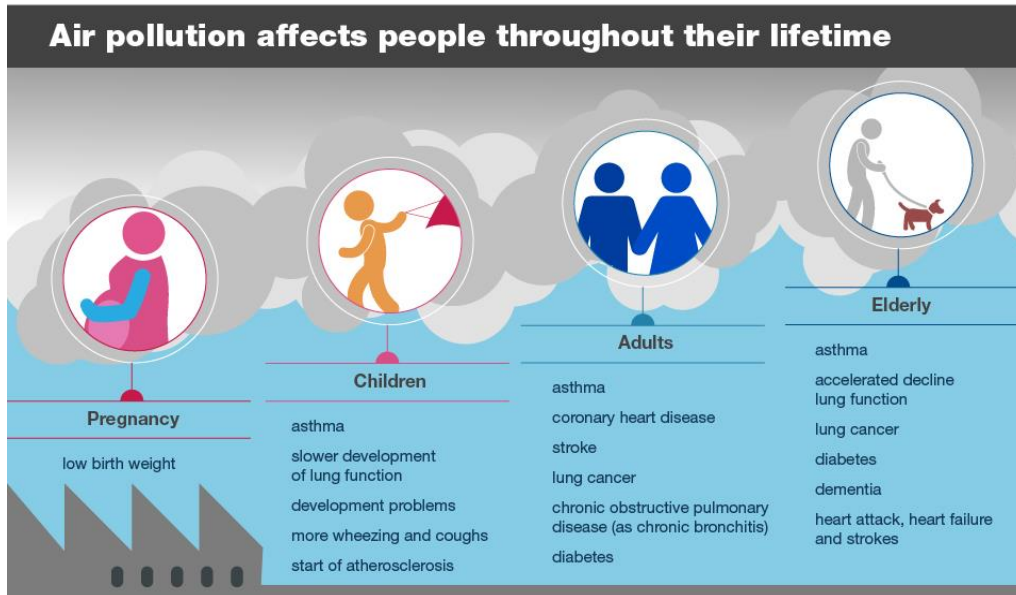 Air pollution affects people throughout their lifetime
Pregnancy
low birth weight
Children
asthma
slower development
of lung function
development problems
more wheezing and coughs
start of atherosclerosis
Adults
asthma
coronary heart disease
stroke
lung cancer
chronic obstructive pulmonary
disease (as chronic bronchitis)
diabetes
Elderly
asthma
accelerated decline
lung function
lung cancer
diabetes
dementia
heart attack, heart failure
and strokes